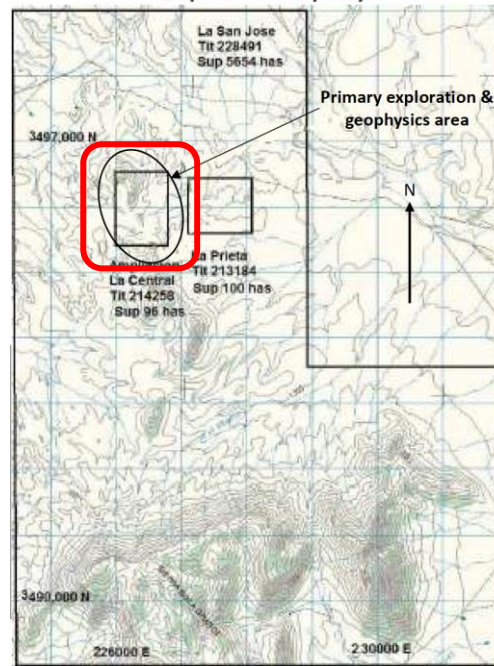 La San Jose
Tit 228491
Sup 5654 has
Primary exploration &
geophysics area
3497,000 N
N
La Prieta
Tit 213184
Sup 100 has
La Central
Tit 214258
Sup 96 has
3490,000 N
226000 E
230000 E